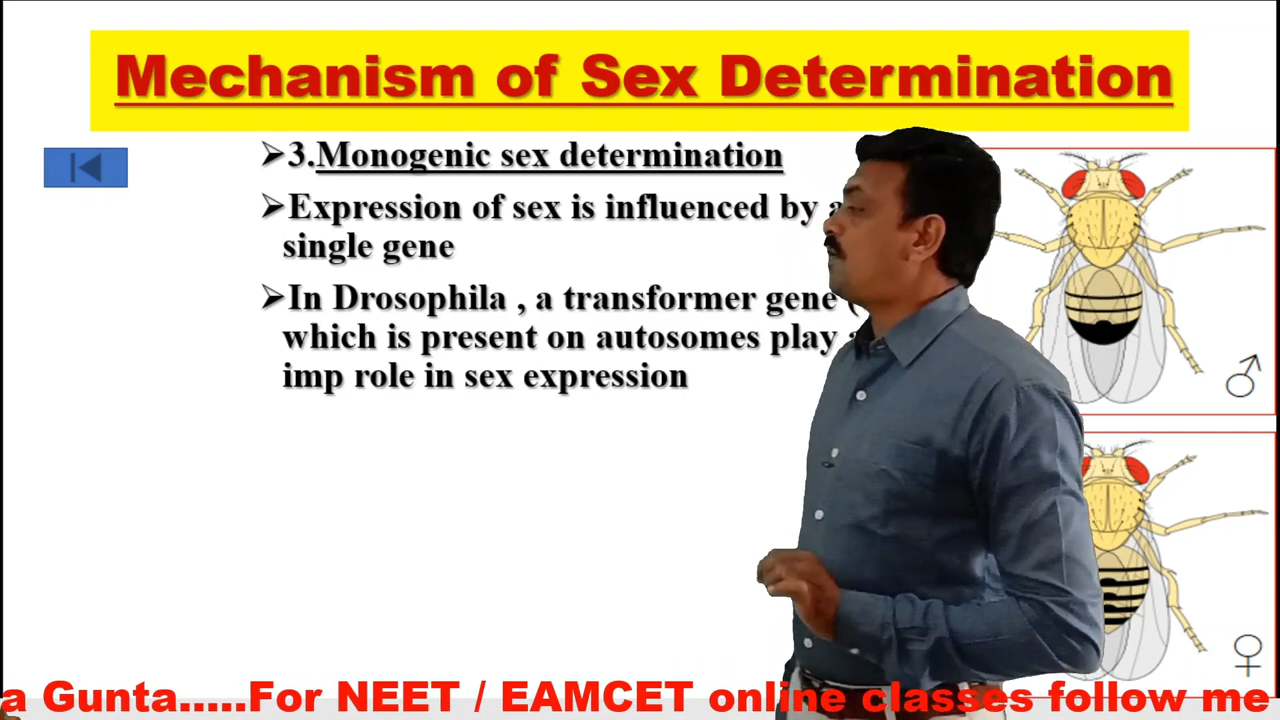 Mechanism of Sex Determination
➢3.Monogenic sex determination
➢Expression of sex is influenced by a
single gene
➢In Drosophila , a transformer gene (
which is present on autosomes play a
imp role in sex expression
♂
♀
a Gunta.....For NEET / EAMCET online classes follow me